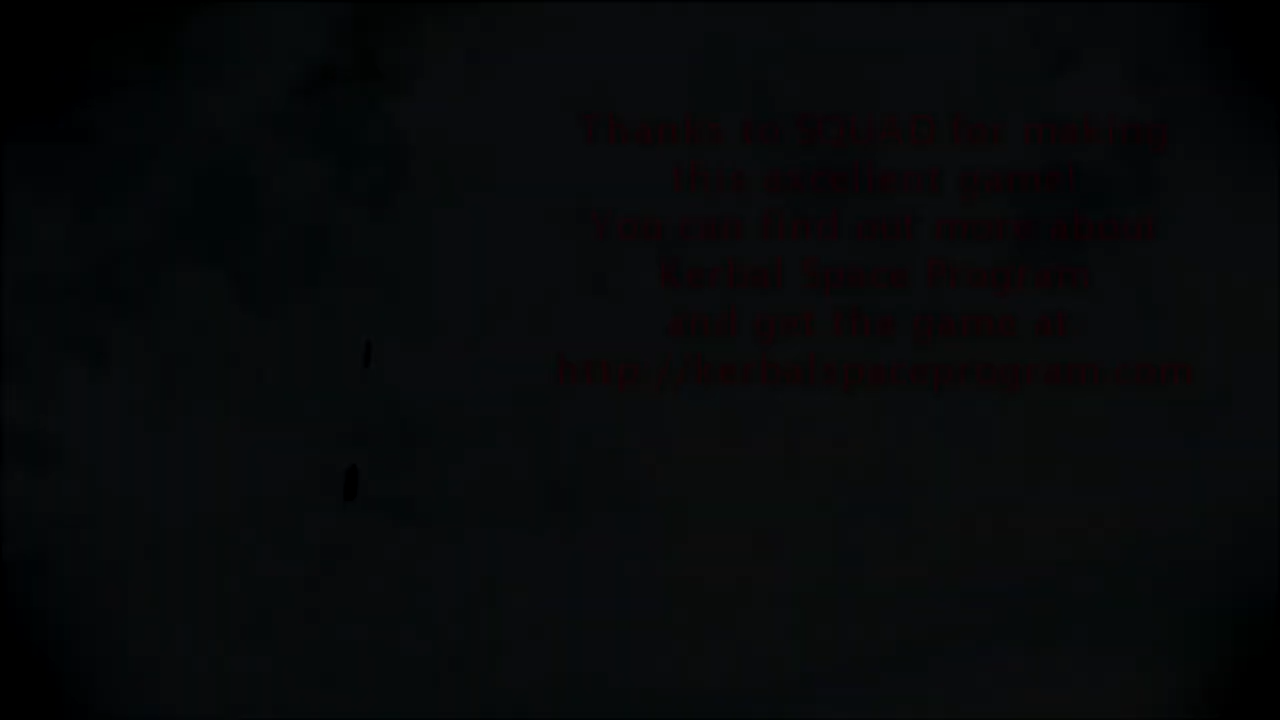 Thanks to SQUAD for making
this excellent game!
You can find out more about
Kerbal Space Program
and get the game at
http://kerbalspaceprogram.com